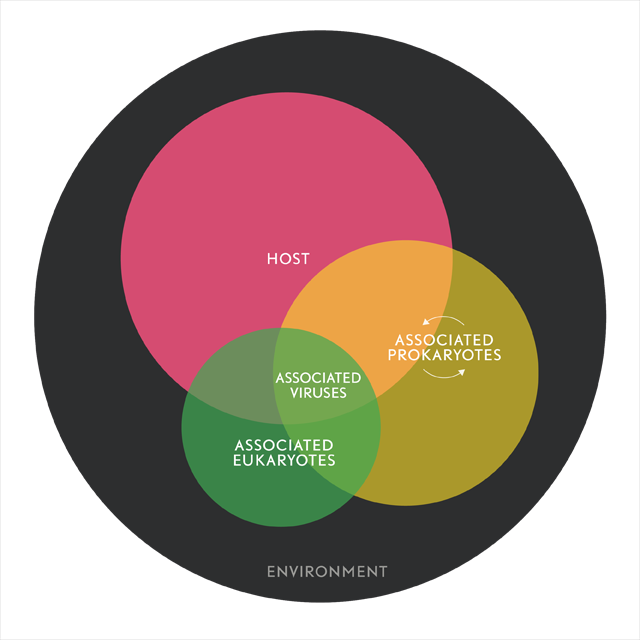 HOST
ASSOCIATED
PROKARYOTES
ASSOCIATED
VIRUSES
ASSOCIATED
EUKARYOTES
ENVIRONMENT